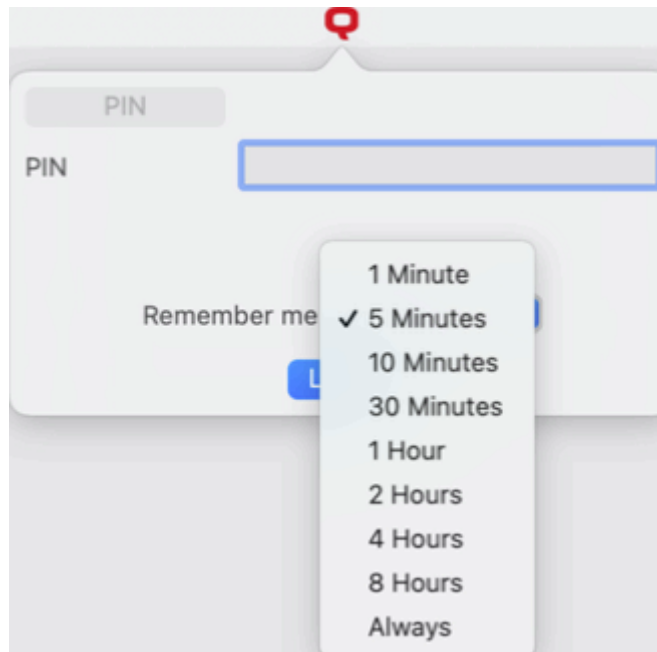 Q
PIN
PIN
1 Minute
Remember me ✓ 5 Minutes
10 Minutes
L
30 Minutes
1 Hour
2 Hours
4 Hours
8 Hours
Always